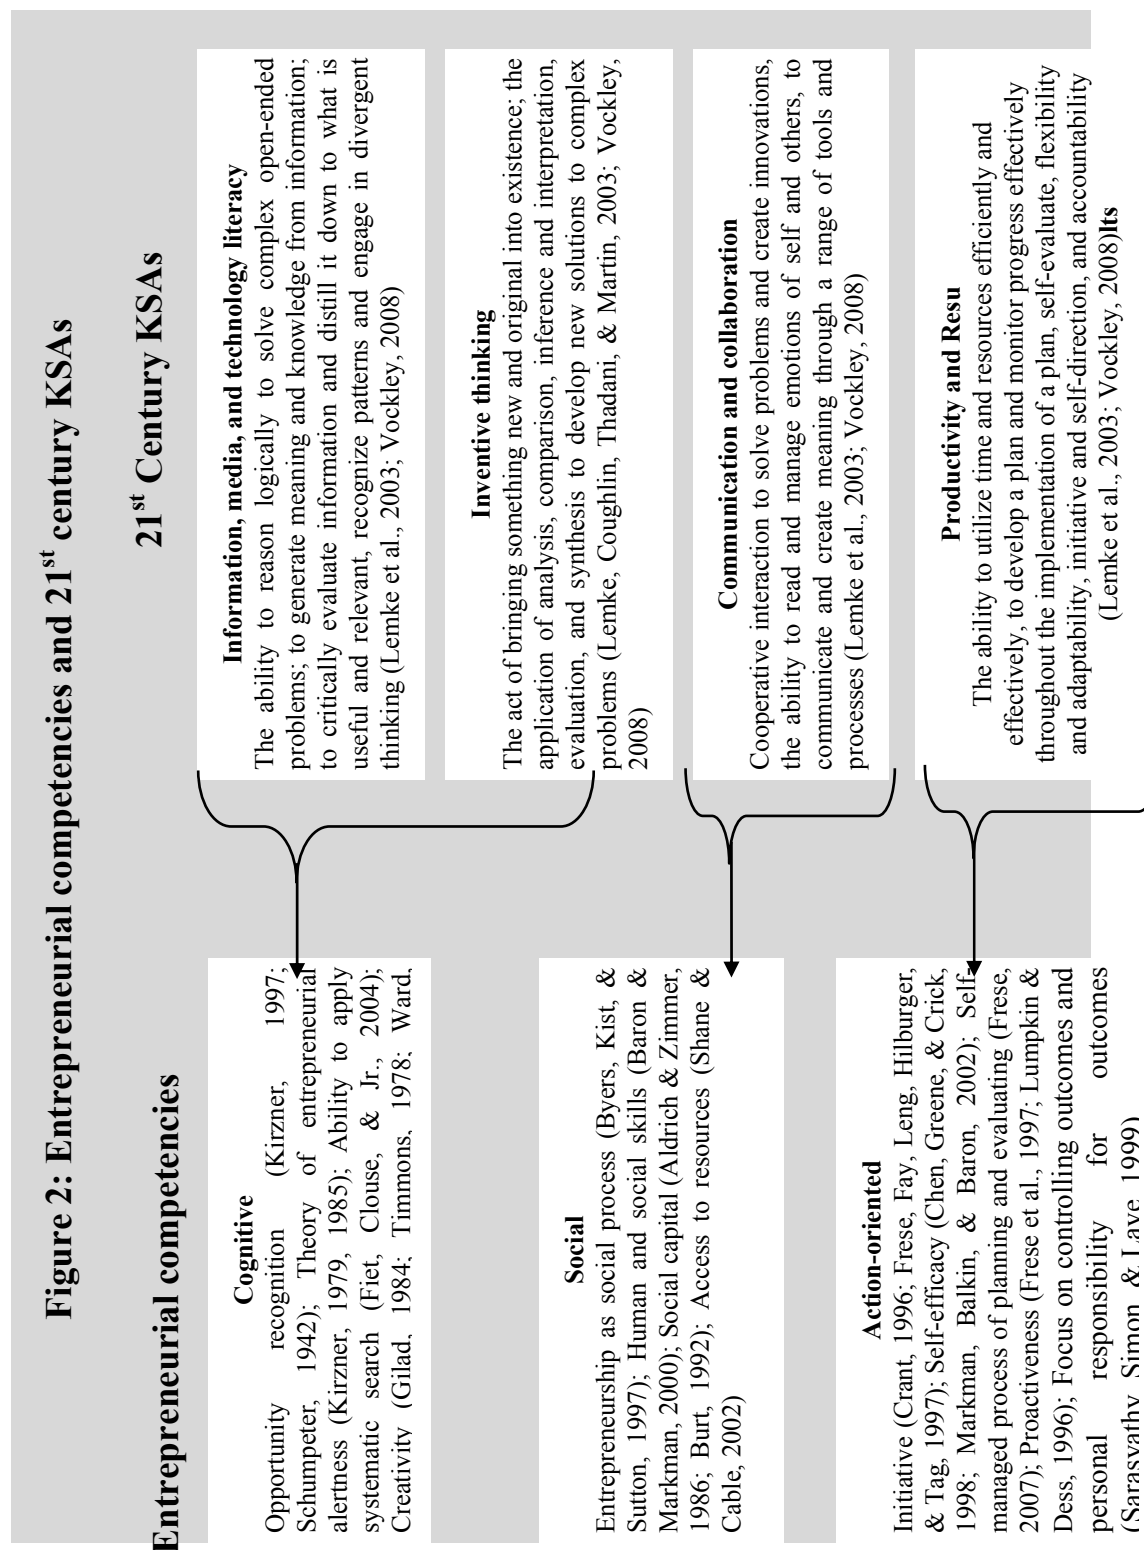 Figure 2: Entrepreneurial competencies and 21st century KSAs
Entrepreneurial competencies
21st Century KSAs
Cognitive
Opportunity recognition (Kirzner, 1997;
Schumpeter, 1942); Theory of entrepreneurial
alertness (Kirzner, 1979, 1985); Ability to apply
systematic search (Fiet, Clouse, & Jr., 2004);
Creativity (Gilad, 1984; Timmons, 1978; Ward,
Social
Entrepreneurship as social process (Byers, Kist, &
Sutton, 1997); Human and social skills (Baron &
Markman, 2000); Social capital (Aldrich & Zimmer,
1986; Burt, 1992); Access to resources (Shane &
Cable, 2002)
Action-oriented
Initiative (Crant, 1996; Frese, Fay, Leng, Hilburger,
& Tag, 1997); Self-efficacy (Chen, Greene, & Crick,
1998; Markman, Balkin, & Baron, 2002); Self-
managed process of planning and evaluating (Frese,
2007); Proactiveness (Frese et al., 1997; Lumpkin &
Dess, 1996); Focus on controlling outcomes and
personal responsibility for outcomes
(Sarasvathy, Simon, & Lave, 1999)
Information, media, and technology literacy
The ability to reason logically to solve complex open-ended
problems; to generate meaning and knowledge from information;
to critically evaluate information and distill it down to what is
useful and relevant, recognize patterns and engage in divergent
thinking (Lemke et al., 2003; Vockley, 2008)
Inventive thinking
The act of bringing something new and original into existence; the
application of analysis, comparison, inference and interpretation,
evaluation, and synthesis to develop new solutions to complex
problems (Lemke, Coughlin, Thadani, & Martin, 2003; Vockley,
2008)
Communication and collaboration
Cooperative interaction to solve problems and create innovations,
the ability to read and manage emotions of self and others, to
communicate and create meaning through a range of tools and
processes (Lemke et al., 2003; Vockley, 2008)
Productivity and Resu
The ability to utilize time and resources efficiently and
effectively, to develop a plan and monitor progress effectively
throughout the implementation of a plan, self-evaluate, flexibility
and adaptability, initiative and self-direction, and accountability
(Lemke et al., 2003; Vockley, 2008)lts